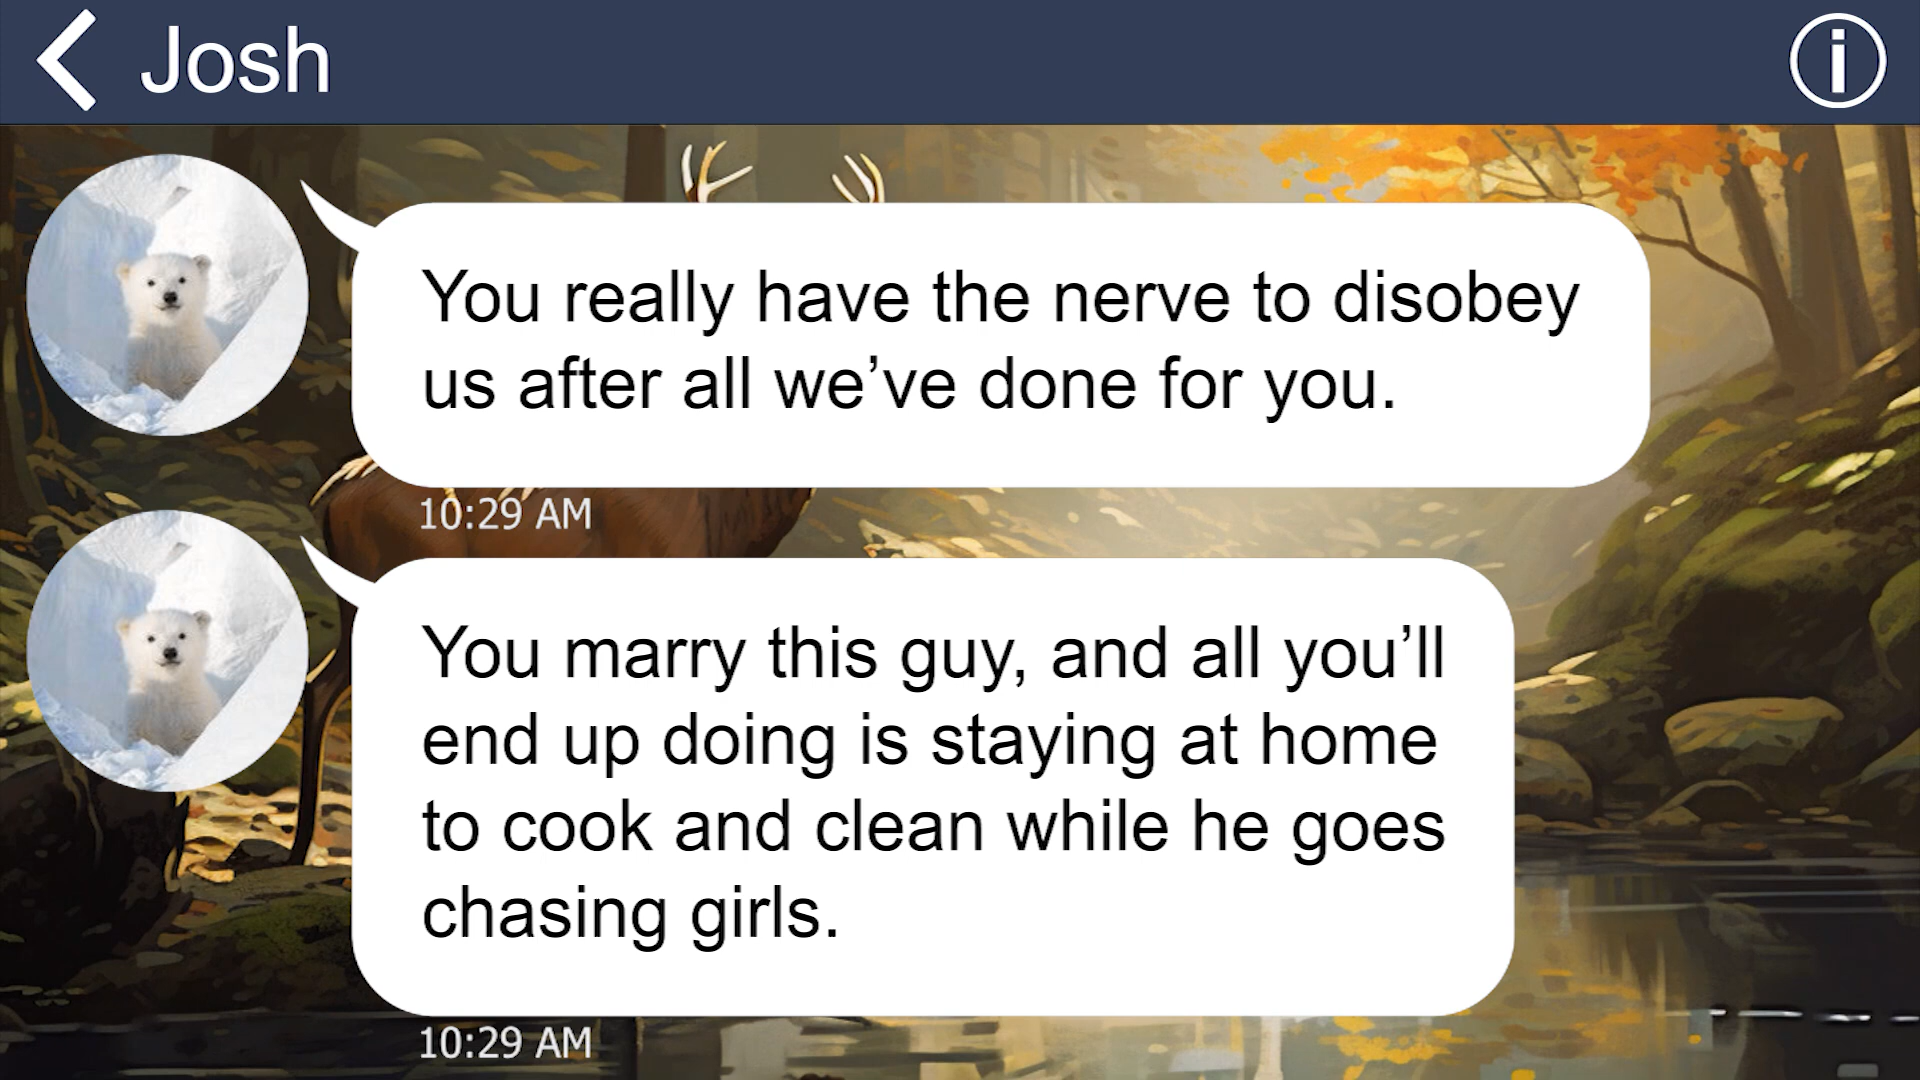 Josh
You really have the nerve to disobey
us after all we’ve done for you.
10:29 AM
You marry this guy, and all you’ll
end up doing is staying at home
to cook and clean while he goes
chasing girls.
10:29 AM